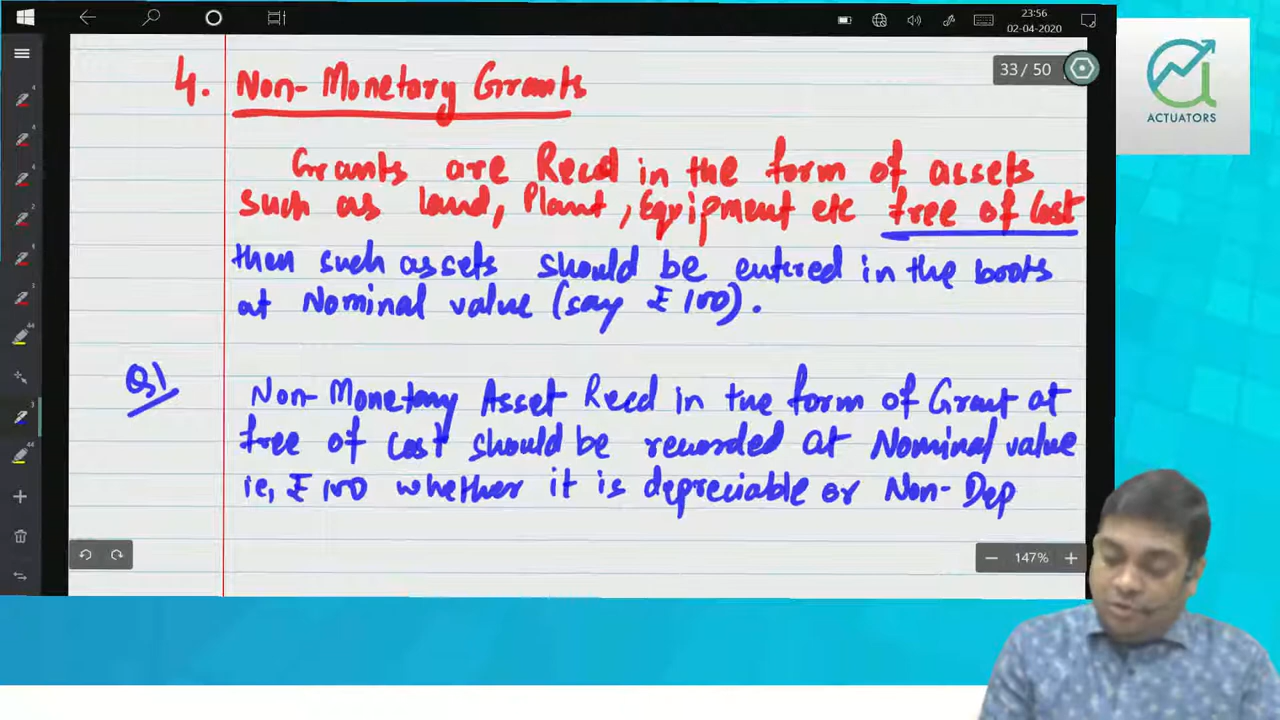 23:56
02-04-2020
33 / 50
ACTUATORS
4. Non-Monetary Grants
Grants are Recd in the form of assets
such as land, Plant, Equipment etc free of Cost
then such assets should be entered in the books
at Nominal value (say ₹ 100).
Q1
Non-Monetary Asset Recd in the form of Grant at
free of Cost should be recorded at Nominal value
ie, ₹ 100 whether it is depreciable or Non-Dep
147%